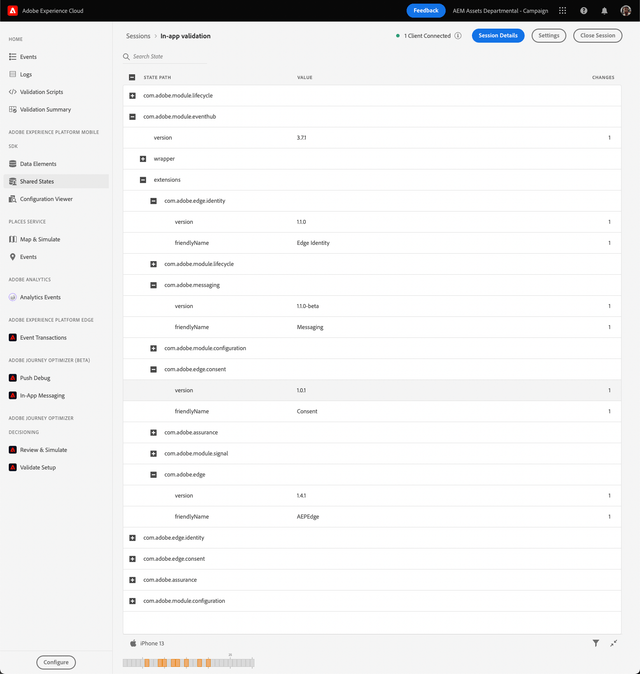 Adobe Experience Cloud
Feedback
AEM Assets Departmental - Campaign
HOME
Events
Logs
Validation Scripts
Validation Summary
ADOBE EXPERIENCE PLATFORM MOBILE
SDK
Data Elements
Shared States
Configuration Viewer
PLACES SERVICE
Map & Simulate
Events
ADOBE ANALYTICS
Analytics Events
ADOBE EXPERIENCE PLATFORM EDGE
Event Transactions
ADOBE JOURNEY OPTIMIZER (BETA)
Push Debug
In-App Messaging
ADOBE JOURNEY OPTIMIZER
DECISIONING
Review & Simulate
Validate Setup
Configure
Sessions > In-app validation
1 Client Connected
Session Details
Settings
Close Session
Search State
STATE PATH VALUE CHANGES
com.adobe.module.lifecycle
com.adobe.module.eventhub
version 3.7.1 1
wrapper
extensions
com.adobe.edge.identity
version 1.1.0 1
friendlyName Edge Identity 1
com.adobe.module.lifecycle
com.adobe.messaging
version 1.1.0-beta 1
friendlyName Messaging 1
com.adobe.module.configuration
com.adobe.edge.consent
version 1.0.1 1
friendlyName Consent 1
com.adobe.assurance
com.adobe.module.signal
com.adobe.edge
version 1.4.1 1
friendlyName AEPEdge 1
com.adobe.edge.identity
com.adobe.edge.consent
com.adobe.assurance
com.adobe.module.configuration
iPhone 13